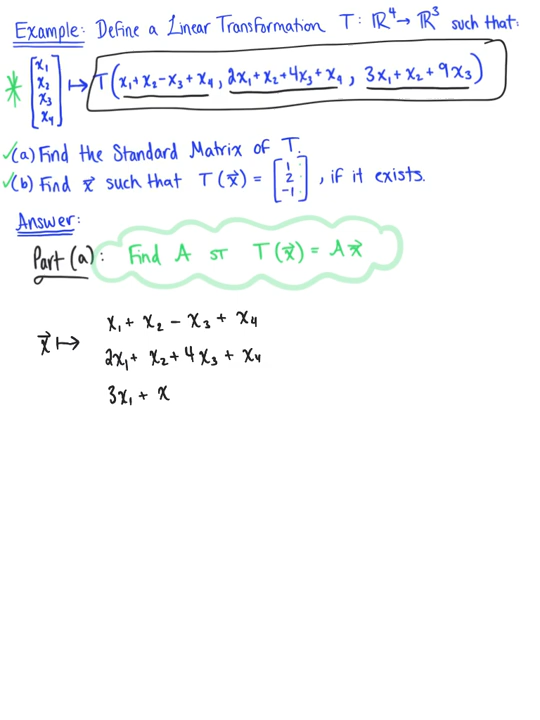 Example: Define a Linear Transformation T: ℝ⁴→ ℝ³ such that:
* [x₁ x₂ x₃ x₄] ↦ T(x₁+x₂-x₃+x₄, 2x₁+x₂+4x₃+x₄, 3x₁+x₂+9x₃)
✓(a) Find the Standard Matrix of T.
✓(b) Find x⃗ such that T(x⃗) = [1 2 -1], if it exists.
Answer:
Part (a): Find A ST T(x⃗) = Ax⃗
x₁ + x₂ - x₃ + x₄
x⃗ ↦ 2x₁ + x₂ + 4x₃ + x₄
3x₁ + x